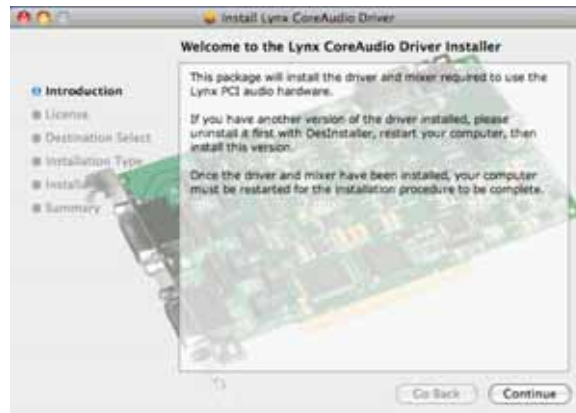 Install Lynx CoreAudio Driver
Welcome to the Lynx CoreAudio Driver Installer
Introduction
License
Destination Select
Installation Type
Installa
Summary
This package will install the driver and mixer required to use the
Lynx PCI audio hardware.
If you have another version of the driver installed, please
uninstall it first with DesInstaller, restart your computer, then
install this version.
Once the driver and mixer have been installed, your computer
must be restarted for the installation procedure to be complete.
Go Back
Continue